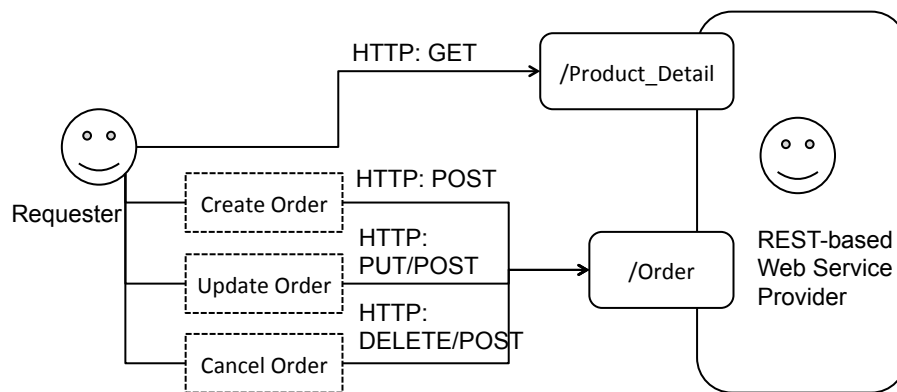 HTTP: GET
/Product_Detail
Requester
Create Order
HTTP: POST
HTTP:
PUT/POST
Update Order
/Order
REST-based
Web Service
Provider
HTTP:
DELETE/POST
Cancel Order